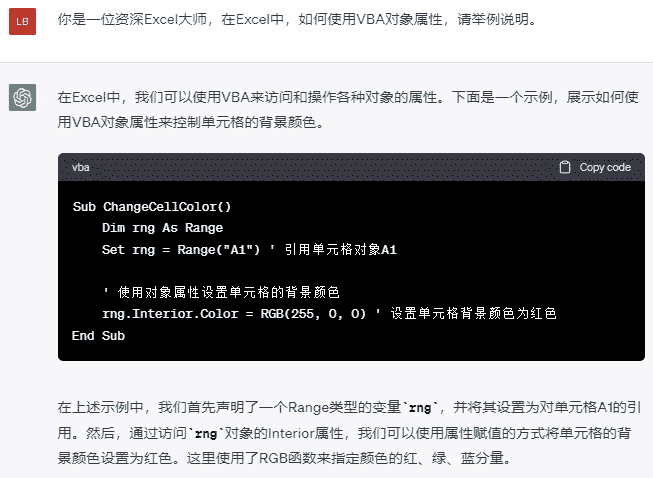 LB
你是一位资深Excel大师，在Excel中，如何使用VBA对象属性，请举例说明。
在Excel中，我们可以使用VBA来访问和操作各种对象的属性。下面是一个示例，展示如何使
用VBA对象属性来控制单元格的背景颜色。
vba Copy code
Sub ChangeCellColor()
    Dim rng As Range
    Set rng = Range("A1") ' 引用单元格对象A1
    ' 使用对象属性设置单元格的背景颜色
    rng.Interior.Color = RGB(255, 0, 0) ' 设置单元格背景颜色为红色
End Sub
在上述示例中，我们首先声明了一个Range类型的变量`rng`，并将其设置为对单元格A1的引
用。然后，通过访问`rng`对象的Interior属性，我们可以使用属性赋值的方式将单元格的背
景颜色设置为红色。这里使用了RGB函数来指定颜色的红、绿、蓝分量。